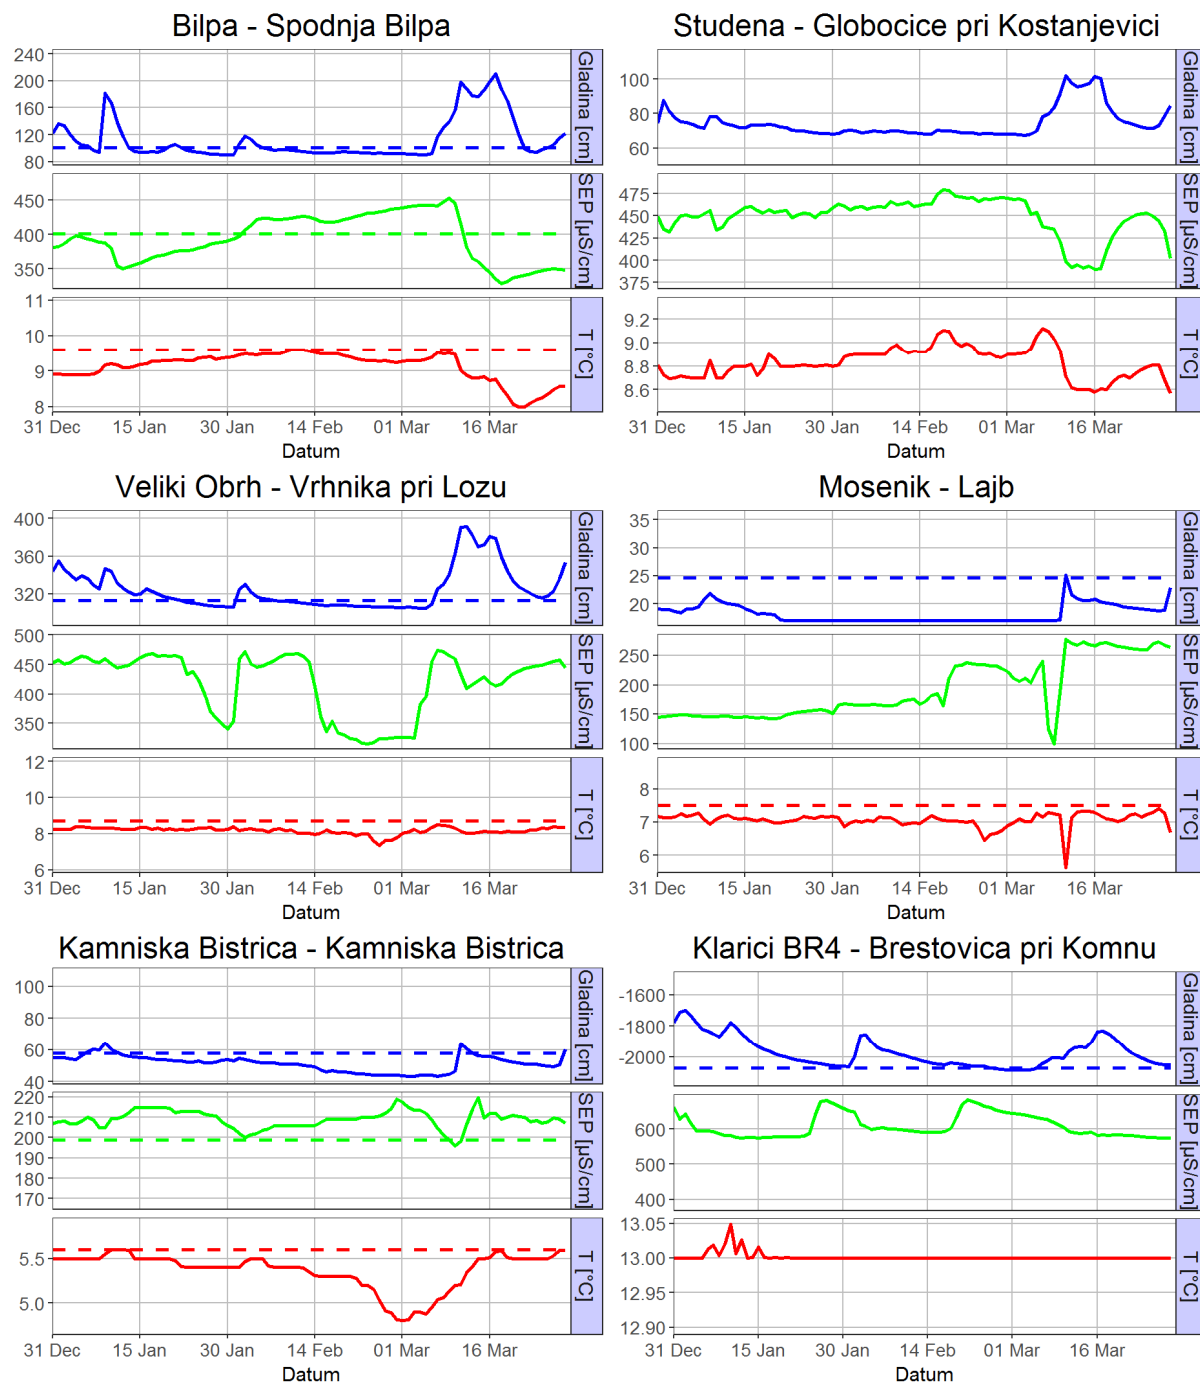 Bilpa - Spodnja Bilpa
240
200
160
120
80
Gladina [cm]
450
400
350
SEP [µS/cm]
11
10
9
8
T [°C]
31 Dec 15 Jan 30 Jan 14 Feb 01 Mar 16 Mar
Datum
Studena - Globocice pri Kostanjevici
100
80
60
Gladina [cm]
475
450
425
400
375
SEP [µS/cm]
9.2
9.0
8.8
8.6
T [°C]
31 Dec 15 Jan 30 Jan 14 Feb 01 Mar 16 Mar
Datum
Veliki Obrh - Vrhnika pri Lozu
400
360
320
Gladina [cm]
500
450
400
350
SEP [µS/cm]
12
10
8
6
T [°C]
31 Dec 15 Jan 30 Jan 14 Feb 01 Mar 16 Mar
Datum
Mosenik - Lajb
35
30
25
20
Gladina [cm]
250
200
150
100
SEP [µS/cm]
8
7
6
T [°C]
31 Dec 15 Jan 30 Jan 14 Feb 01 Mar 16 Mar
Datum
Kamniska Bistrica - Kamniska Bistrica
100
80
60
40
Gladina [cm]
220
210
200
190
180
170
SEP [µS/cm]
5.5
5.0
T [°C]
31 Dec 15 Jan 30 Jan 14 Feb 01 Mar 16 Mar
Datum
Klarici BR4 - Brestovica pri Komnu
-1600
-1800
-2000
Gladina [cm]
600
500
400
SEP [µS/cm]
13.05
13.00
12.95
12.90
T [°C]
31 Dec 15 Jan 30 Jan 14 Feb 01 Mar 16 Mar
Datum